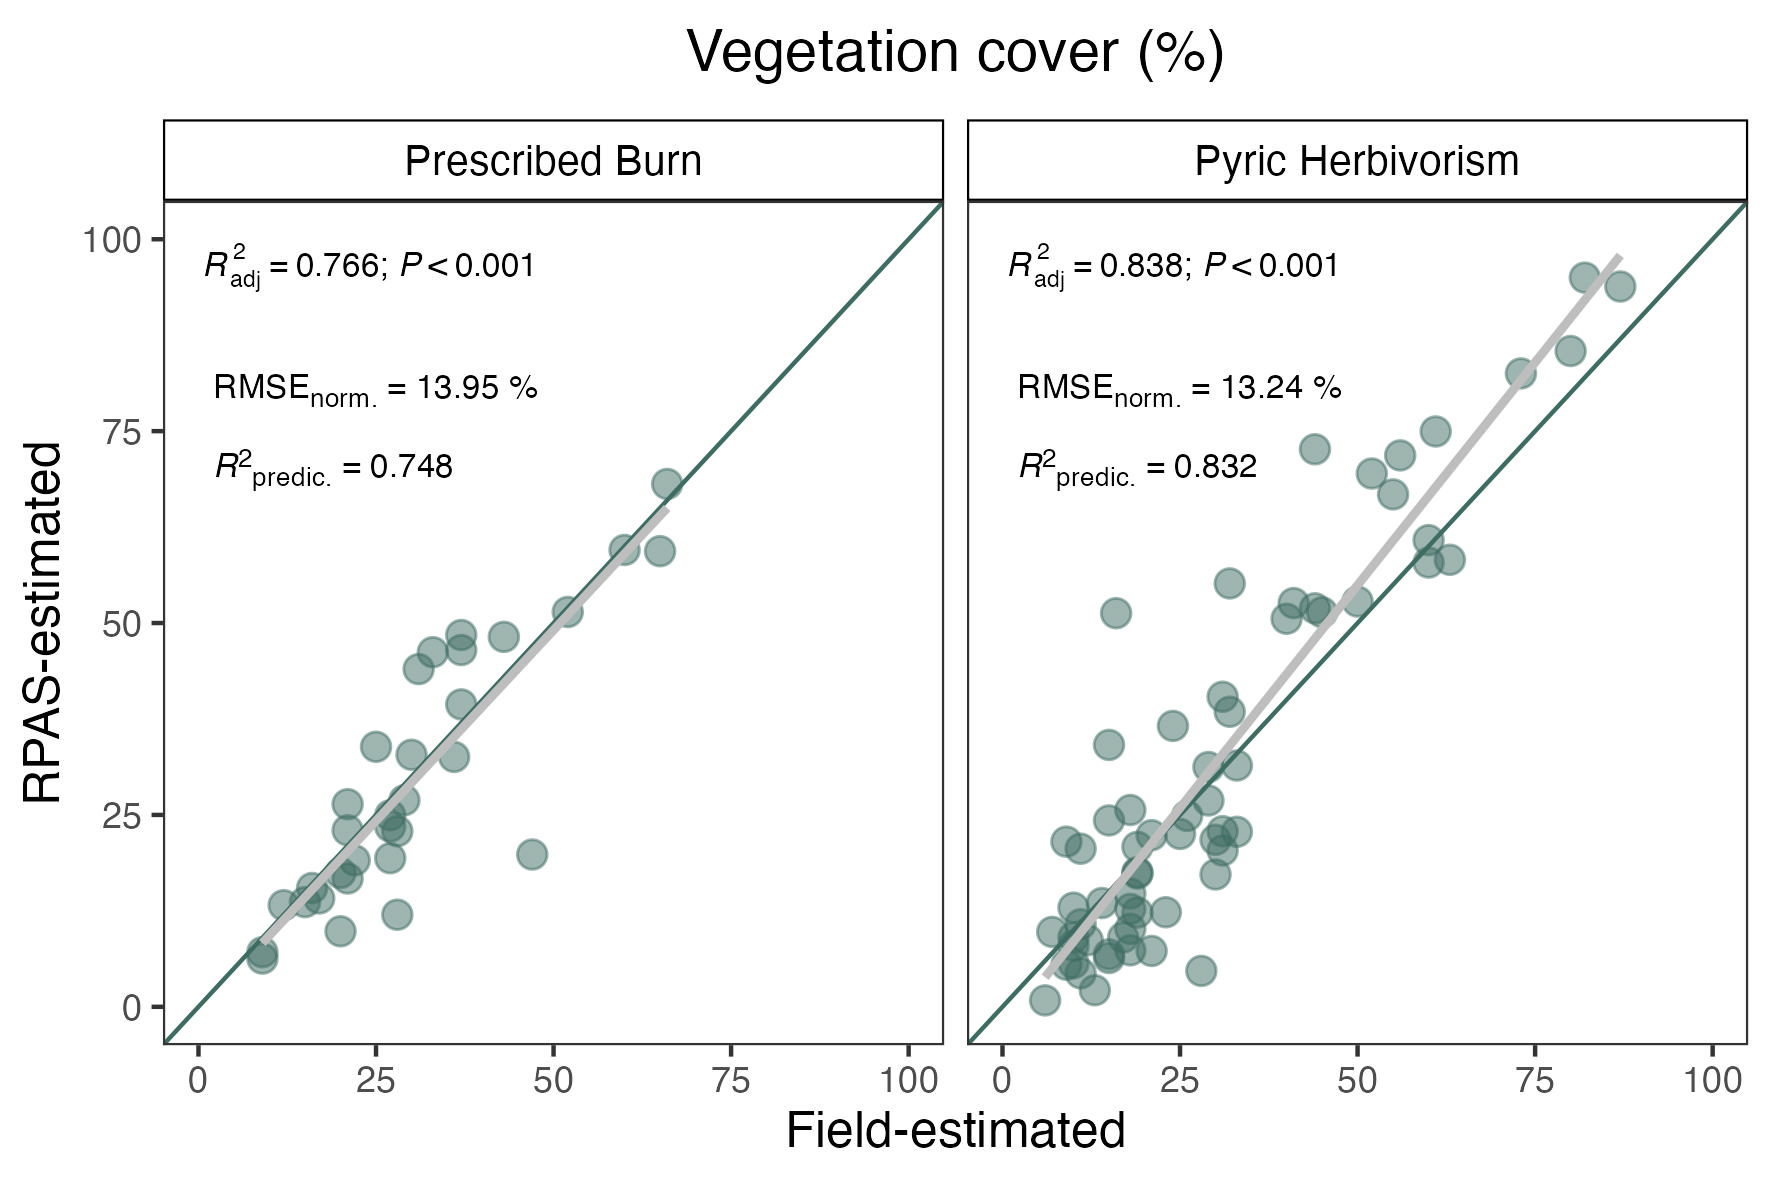 Vegetation cover (%)
Prescribed Burn
Pyric Herbivorism
R²adj = 0.766; P < 0.001
RMSEnorm. = 13.95 %
R²predic. = 0.748
R²adj = 0.838; P < 0.001
RMSEnorm. = 13.24 %
R²predic. = 0.832
RPAS-estimated
100
75
50
25
0
0 25 50 75 100
0 25 50 75 100
Field-estimated